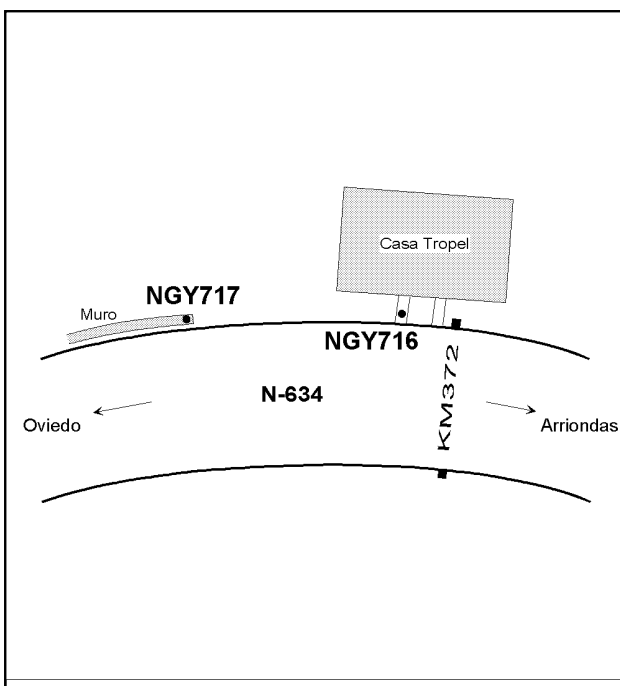 Casa Tropel
NGY717
Muro
NGY716
KM372
N-634
Oviedo
Arriondas